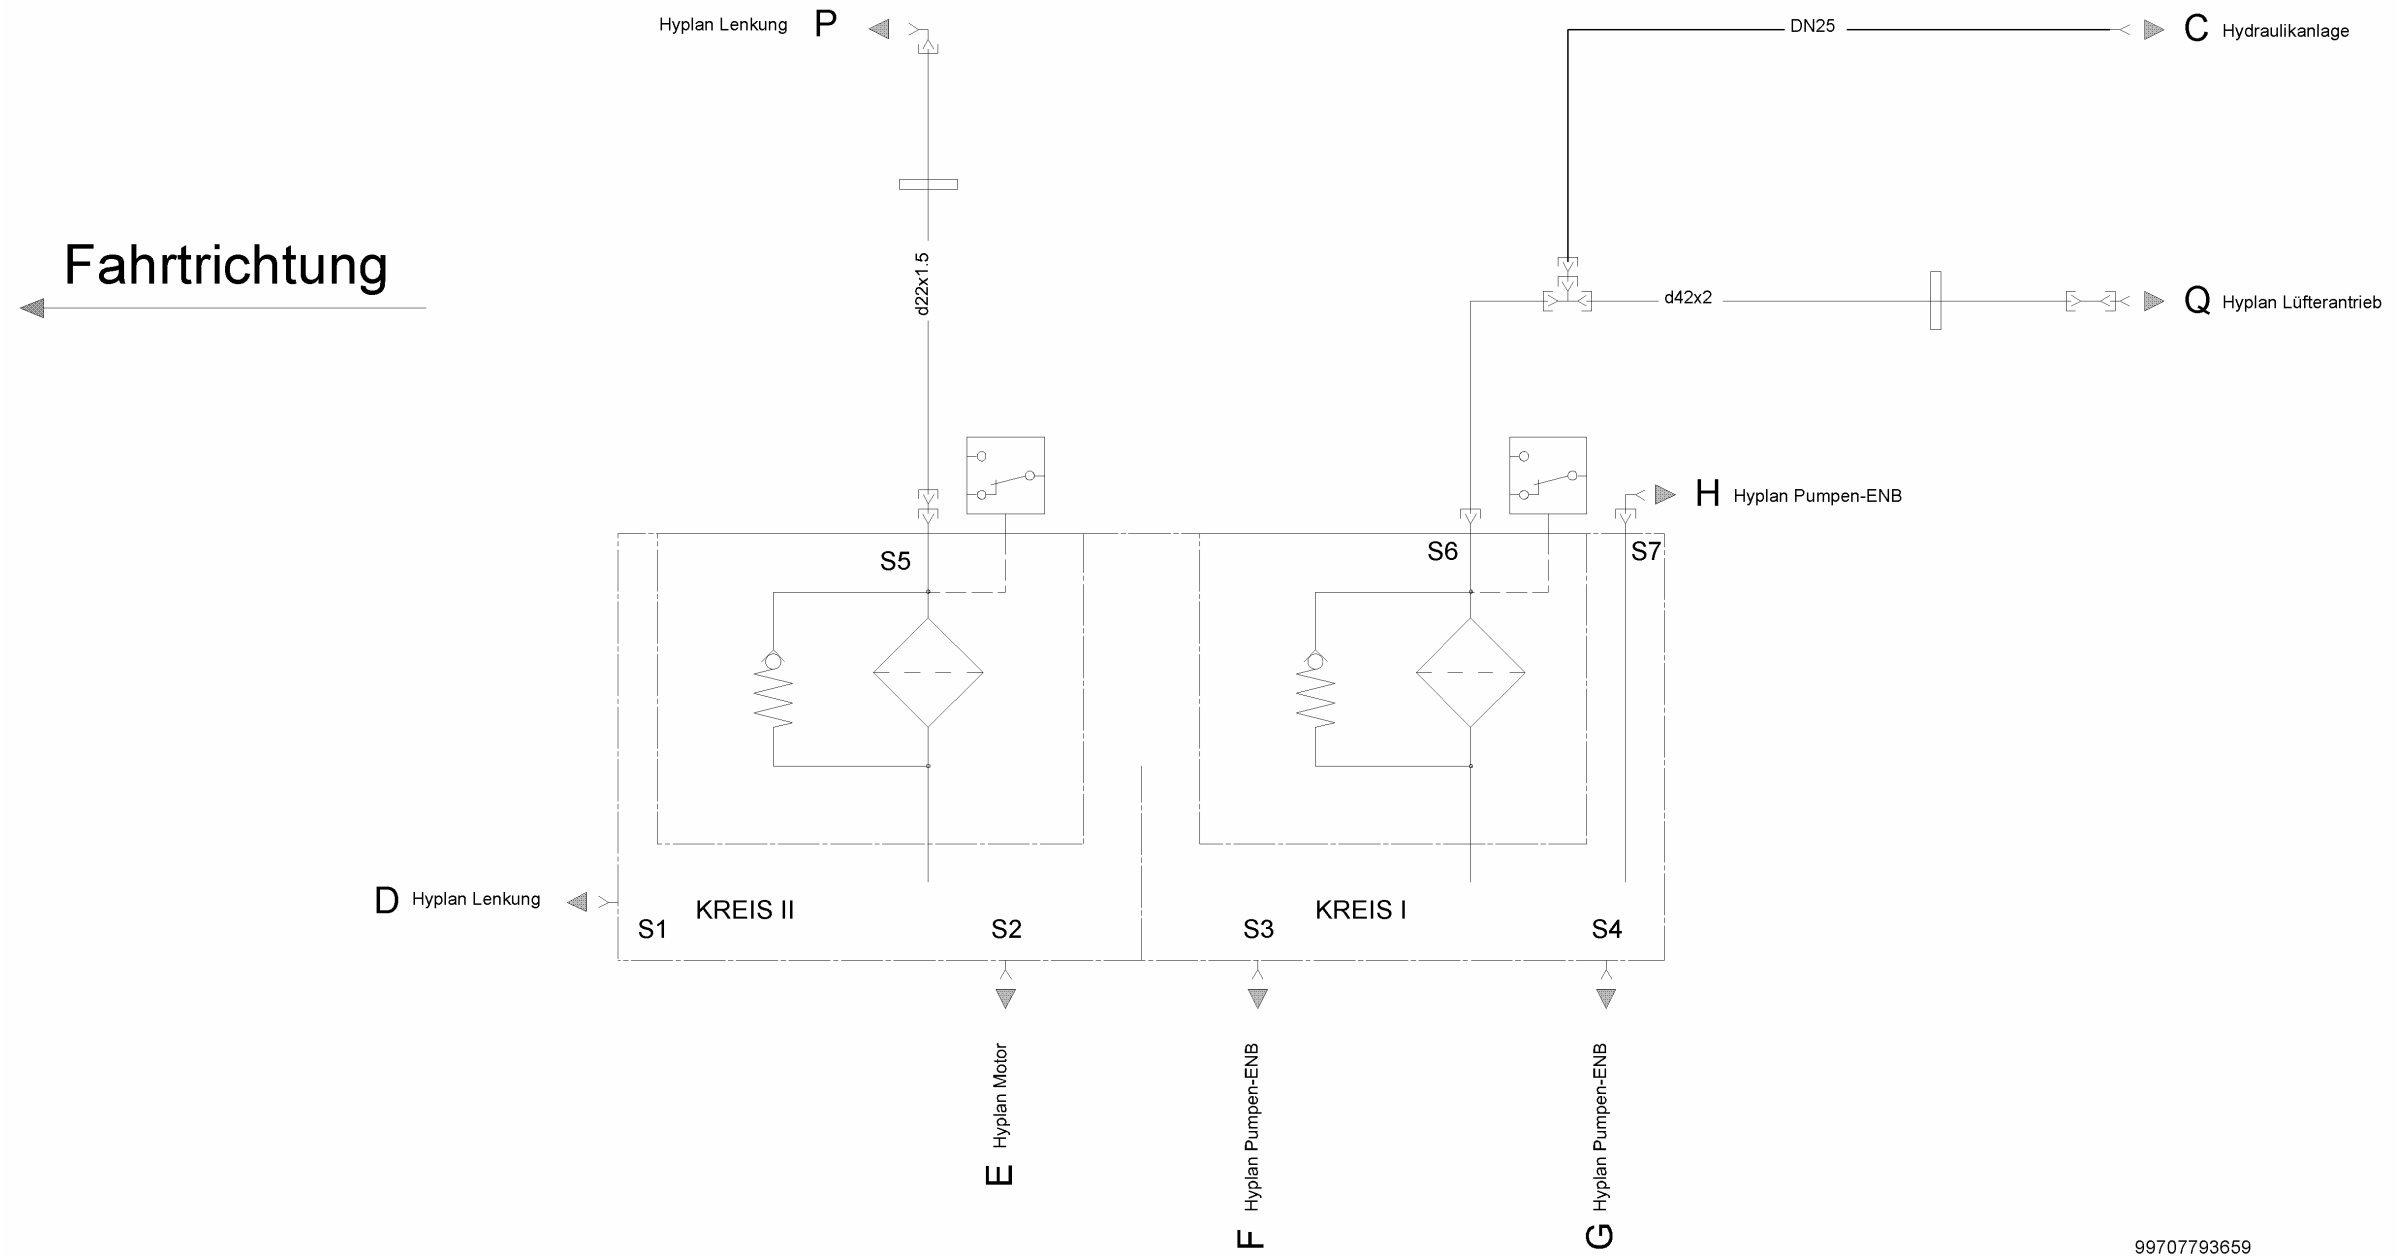 Hyplan Lenkung P
DN25
C Hydraulikanlage
Fahrtrichtung
d22x1.5
d42x2
Q Hyplan Lüfterantrieb
H Hyplan Pumpen-ENB
S5
S6
S7
D Hyplan Lenkung
KREIS II
KREIS I
S1
S2
S3
S4
E Hyplan Motor
F Hyplan Pumpen-ENB
G Hyplan Pumpen-ENB
99707793659